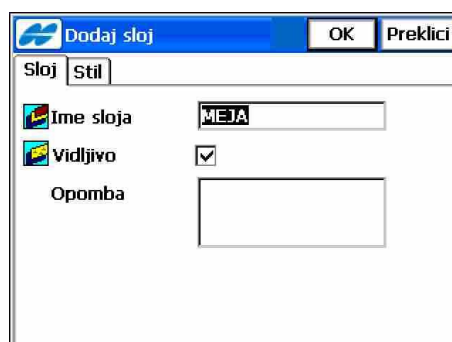 Dodaj sloj OK Preklici
Sloj Stil
Ime sloja MEJA
Vidljivo
Opomba